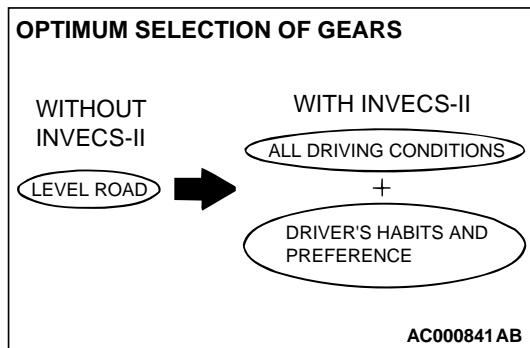 OPTIMUM SELECTION OF GEARS
WITHOUT
INVECS-II
LEVEL ROAD
WITH INVECS-II
ALL DRIVING CONDITIONS
+
DRIVER'S HABITS AND
PREFERENCE
AC000841AB